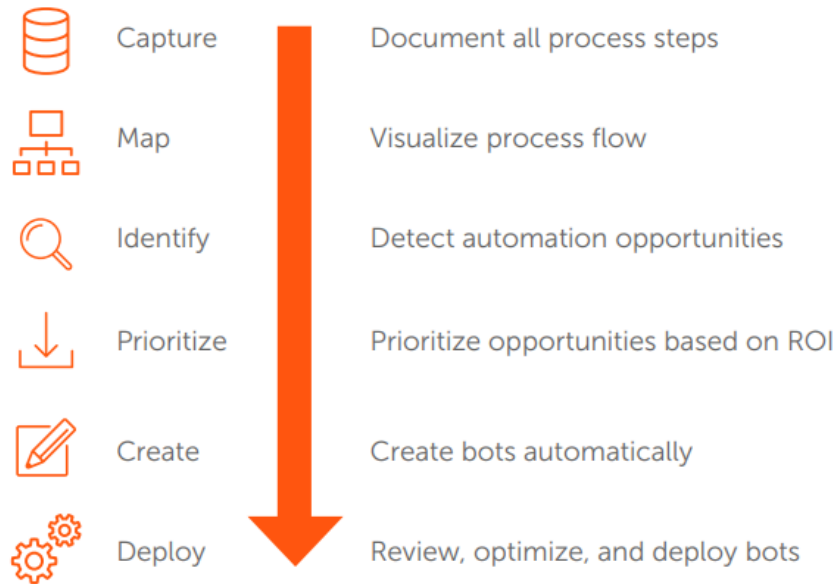 Capture Document all process steps
Map Visualize process flow
Identify Detect automation opportunities
Prioritize Prioritize opportunities based on ROI
Create Create bots automatically
Deploy Review, optimize, and deploy bots